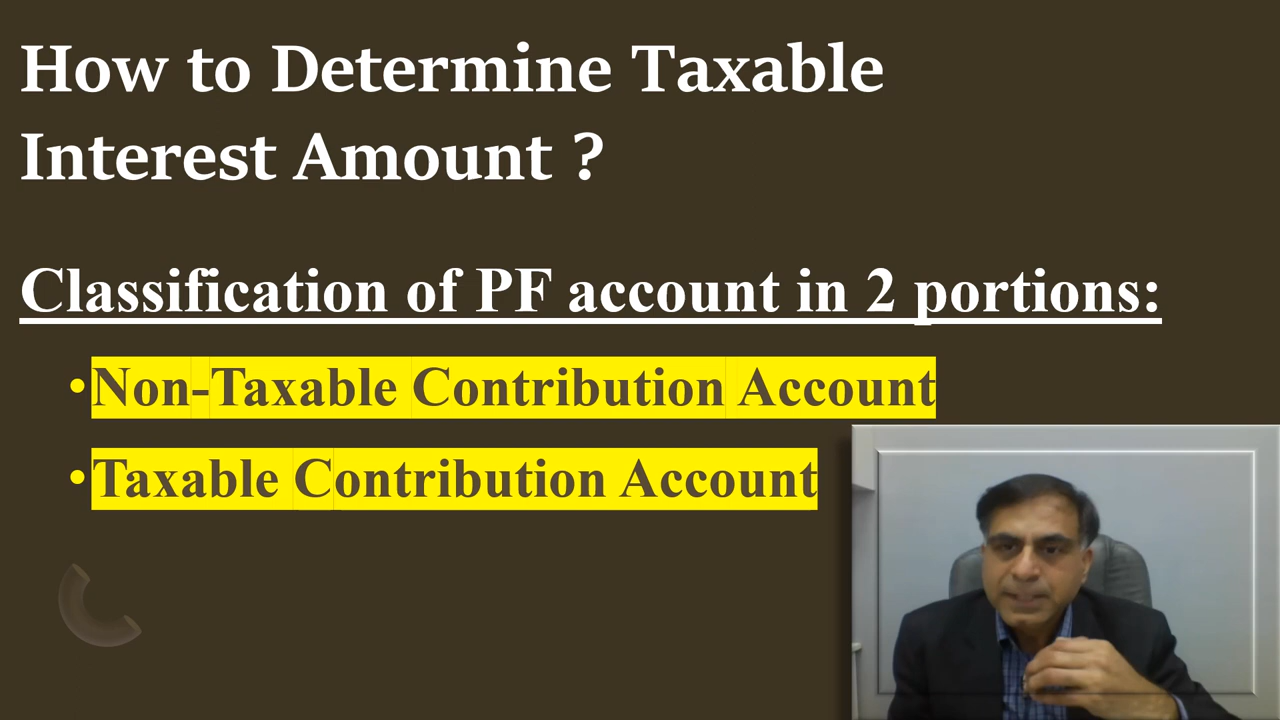 How to Determine Taxable
Interest Amount ?
Classification of PF account in 2 portions:
•Non-Taxable Contribution Account
•Taxable Contribution Account